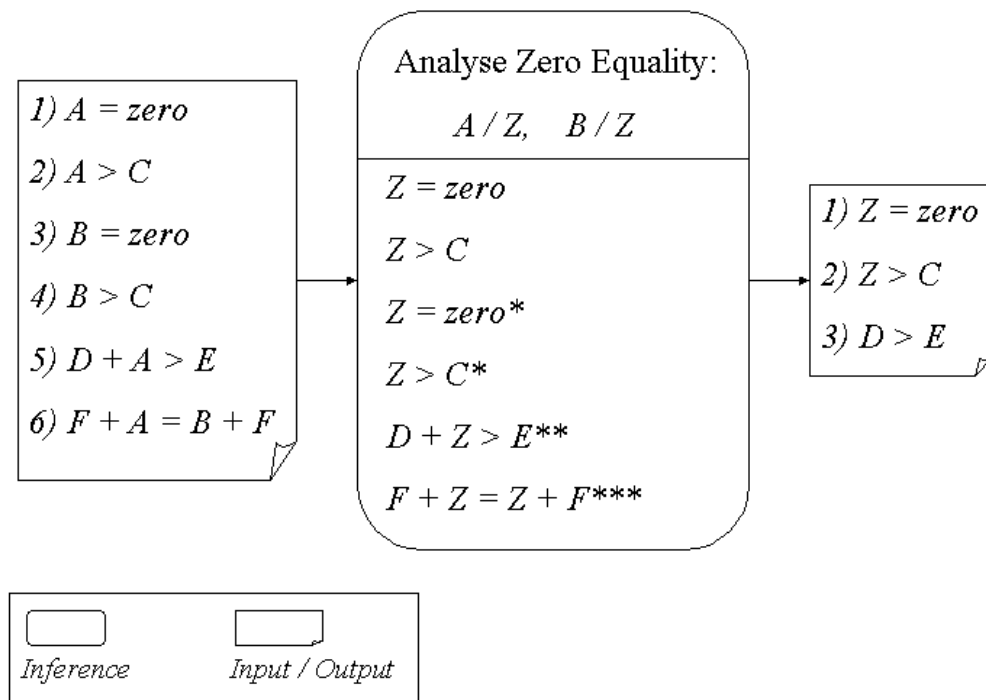 1) A = zero
2) A > C
3) B = zero
4) B > C
5) D + A > E
6) F + A = B + F
Analyse Zero Equality:
A / Z, B / Z
Z = zero
Z > C
Z = zero*
Z > C*
D + Z > E**
F + Z = Z + F***
1) Z = zero
2) Z > C
3) D > E
Inference
Input / Output